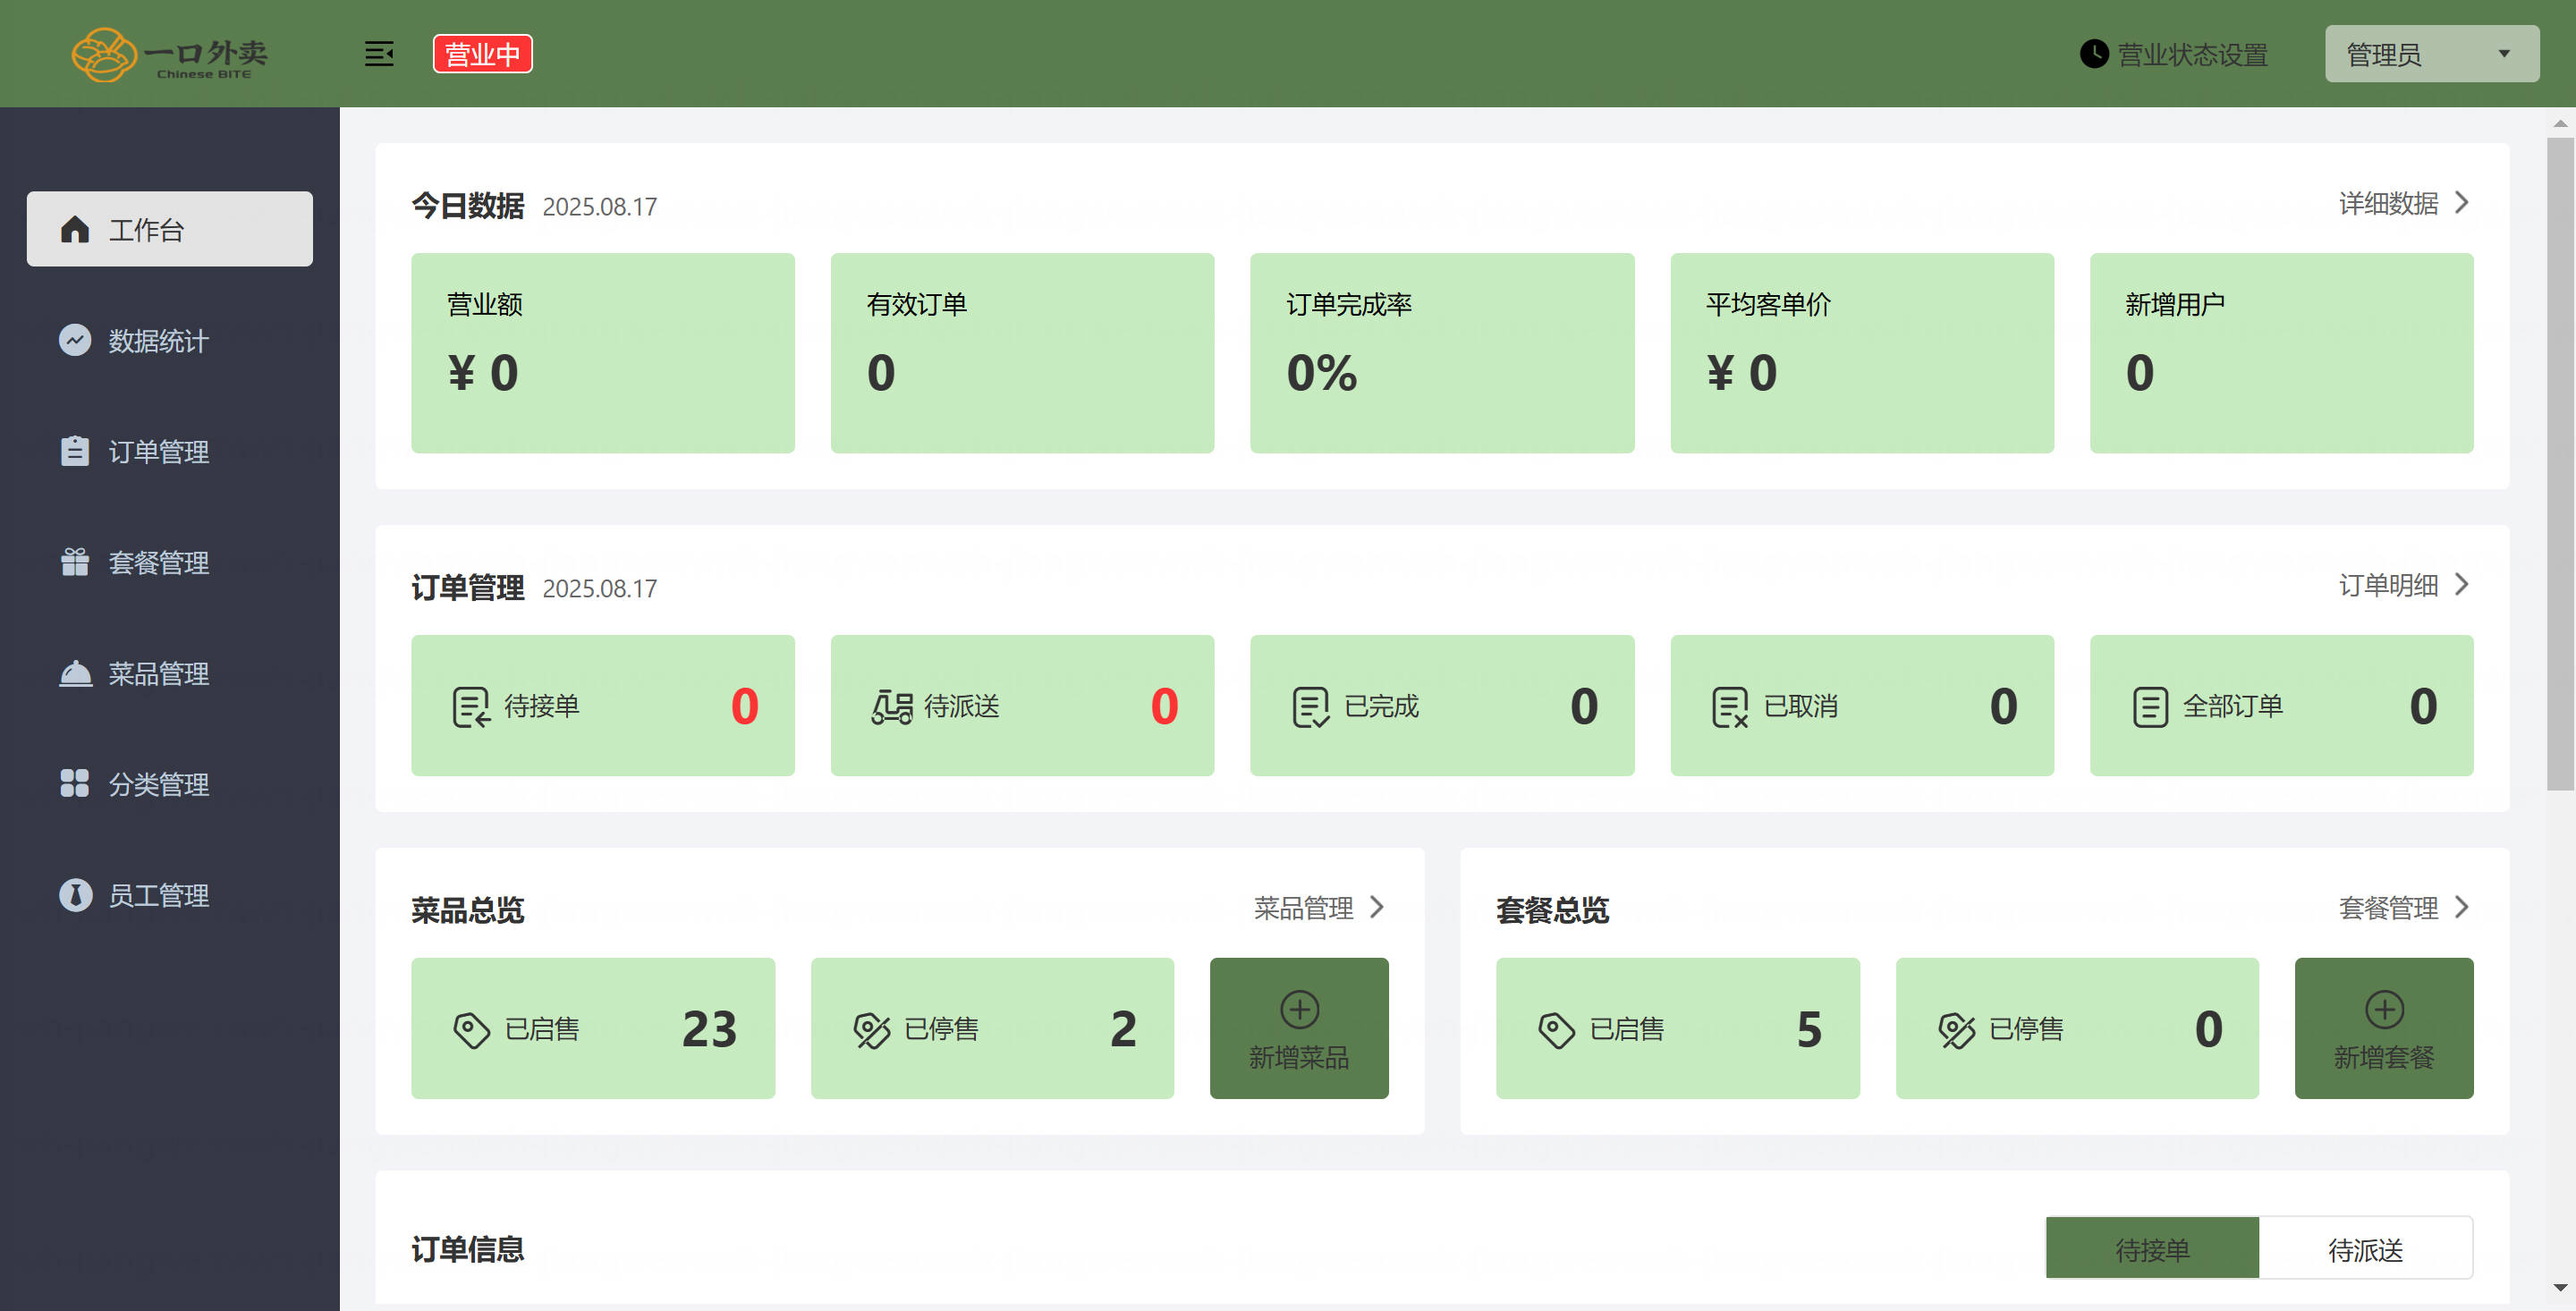 一口外卖
Chinese BITE
营业中
营业状态设置
管理员
工作台
数据统计
订单管理
套餐管理
菜品管理
分类管理
员工管理
今日数据 2025.08.17
详细数据
营业额
¥ 0
有效订单
0
订单完成率
0%
平均客单价
¥ 0
新增用户
0
订单管理 2025.08.17
订单明细
待接单 0
待派送 0
已完成 0
已取消 0
全部订单 0
菜品总览
菜品管理
已启售 23
已停售 2
新增菜品
套餐总览
套餐管理
已启售 5
已停售 0
新增套餐
订单信息
待接单
待派送